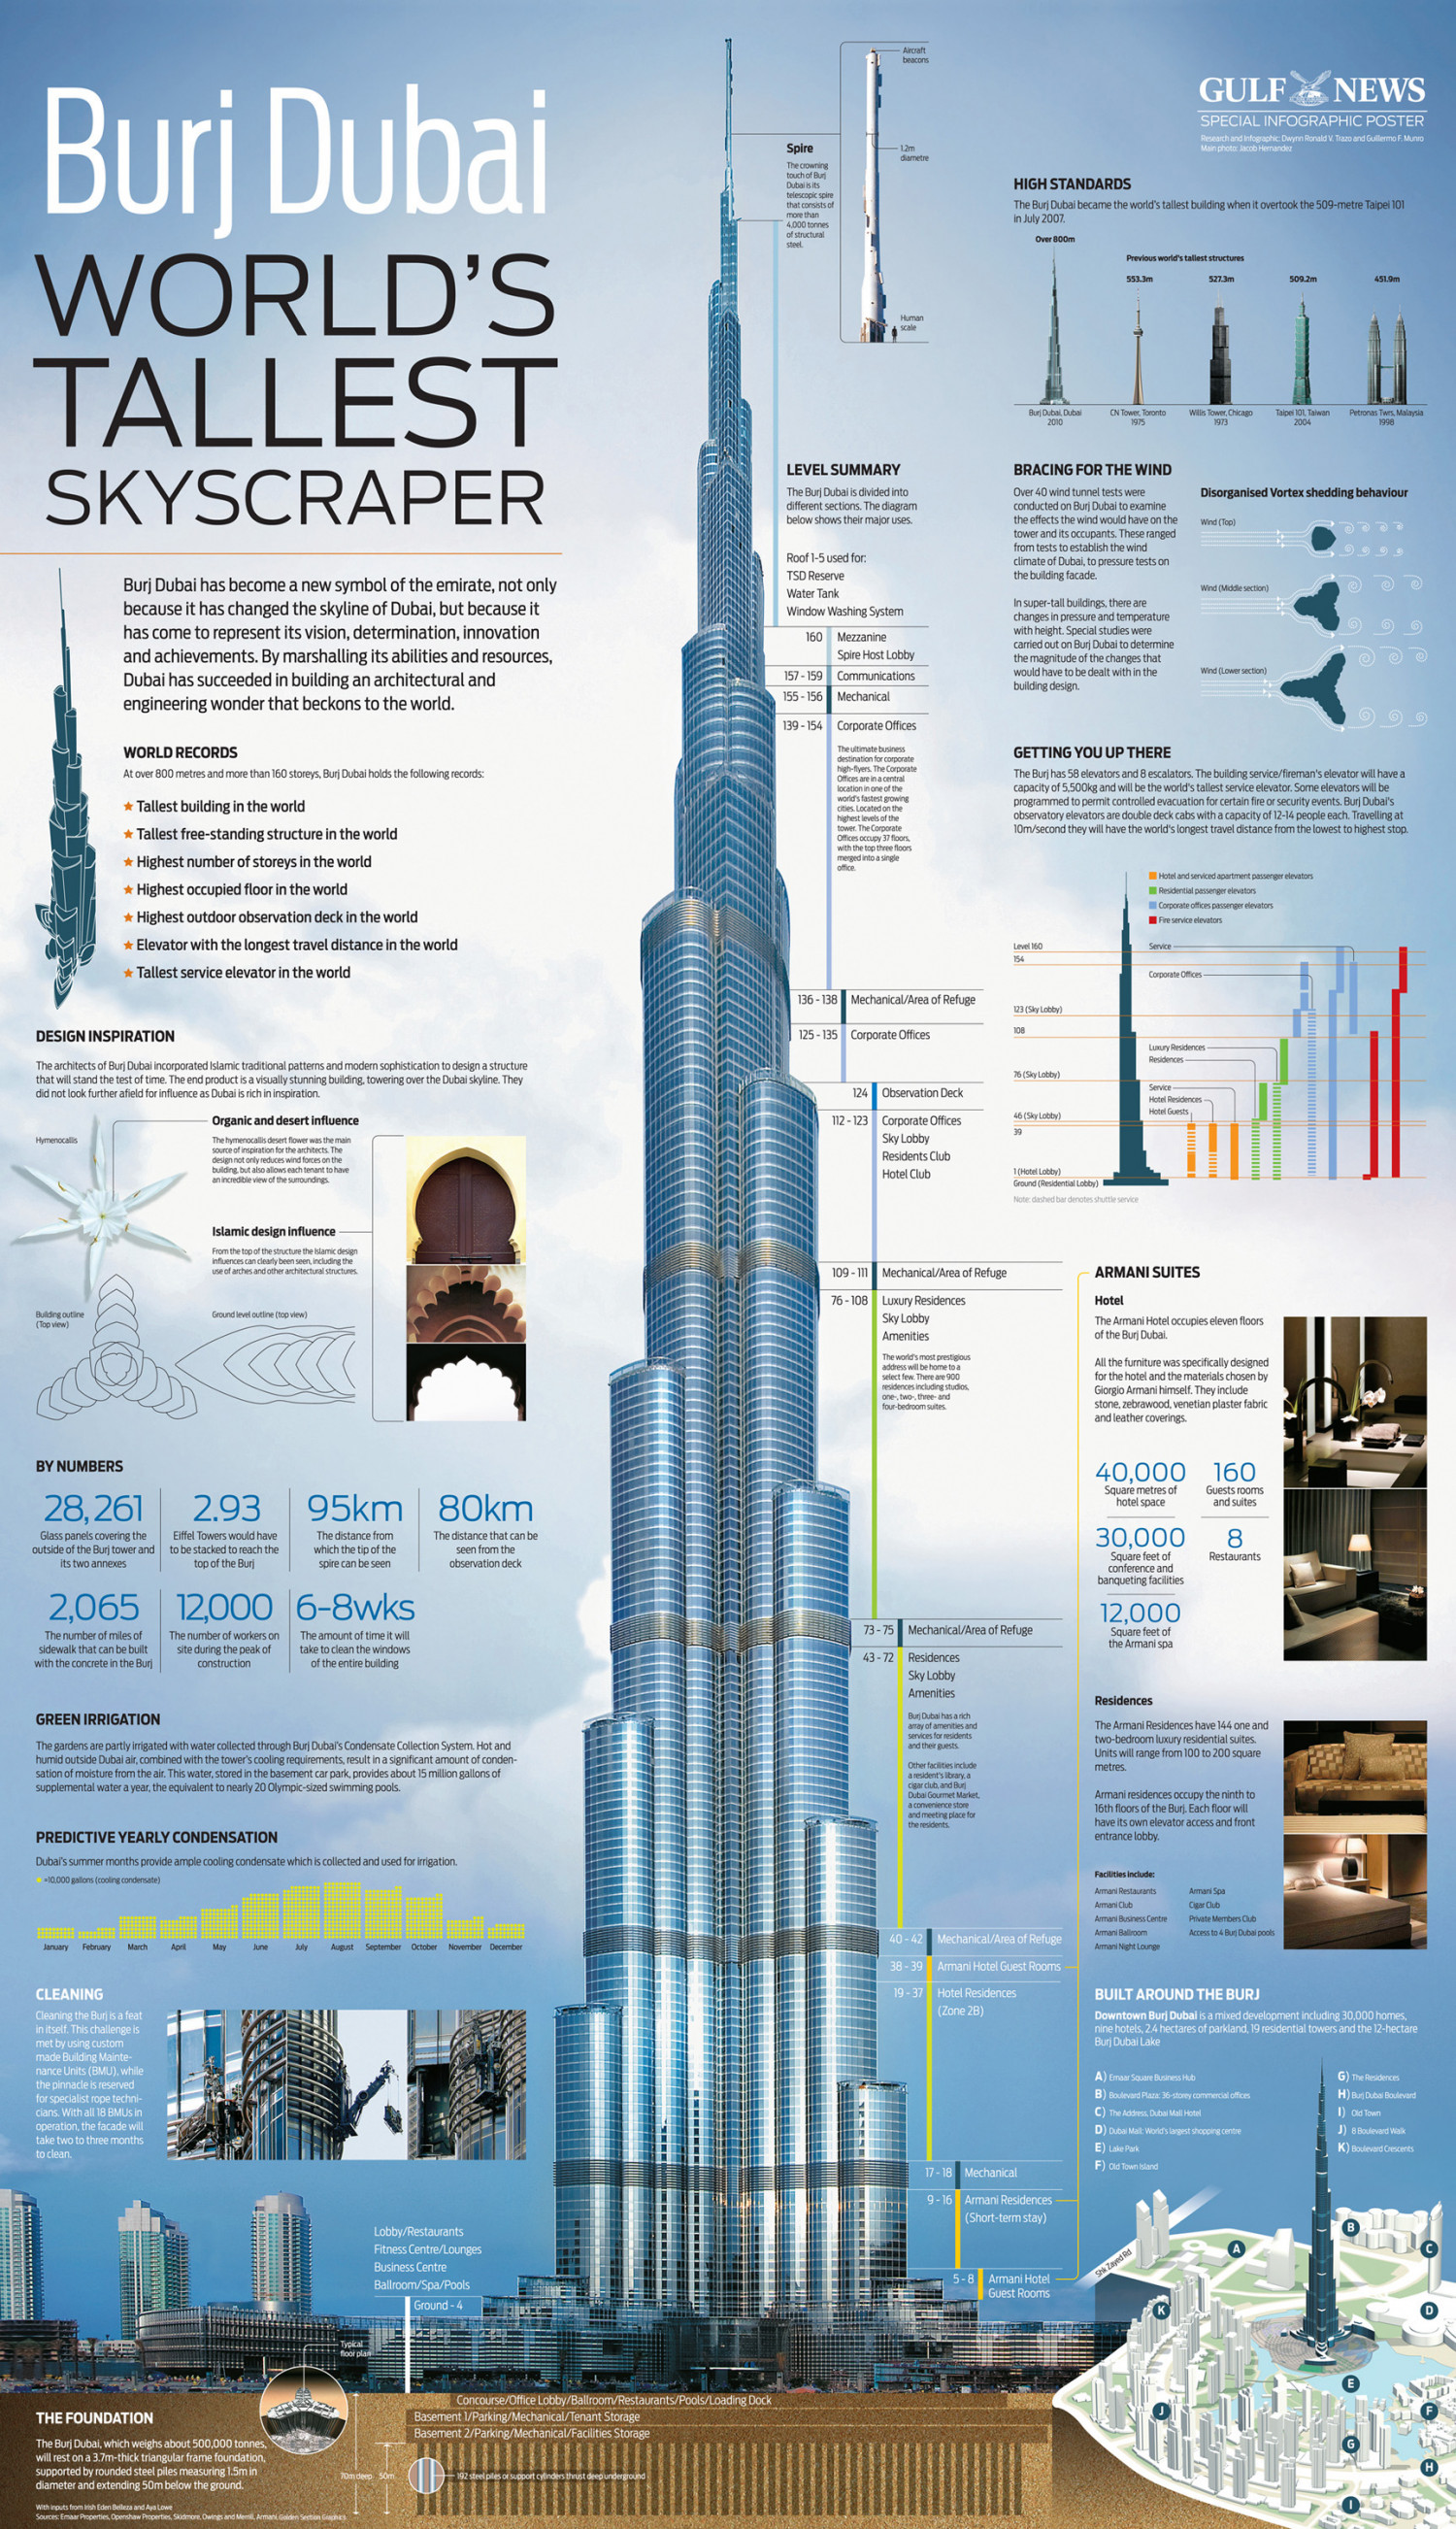 Burj Dubai
WORLD'S
TALLEST
SKYSCRAPER
Burj Dubai has become a new symbol of the emirate, not only
because it has changed the skyline of Dubai, but because it
has come to represent its vision, determination, innovation
and achievements. By marshalling its abilities and resources,
Dubai has succeeded in building an architectural and
engineering wonder that beckons to the world.
WORLD RECORDS
At over 800 metres and more than 160 storeys, Burj Dubai holds the following records:
Tallest building in the world
Tallest free-standing structure in the world
Highest number of storeys in the world
Highest occupied floor in the world
Highest outdoor observation deck in the world
Elevator with the longest travel distance in the world
Tallest service elevator in the world
DESIGN INSPIRATION
The architects of Burj Dubai incorporated Islamic traditional patterns and modern sophistication to design a structure
that will stand the test of time. The end product is a visually stunning building, towering over the Dubai skyline. They
did not look further afield for influence as Dubai is rich in inspiration.
Hymenocallis
Organic and desert influence
The hymenocallis desert flower was the main
source of inspiration for the architects. The
design not only reduces wind forces on the
building, but also allows each tenant to have
an incredible view of the surroundings.
Islamic design influence
From the top of the structure the Islamic design
influences can clearly been seen, including the
use of arches and other architectural structures.
Building outline
(Top view)
Ground level outline (top view)
BY NUMBERS
28,261
Glass panels covering the
outside of the Burj tower and
its two annexes
2.93
Eiffel Towers would have
to be stacked to reach the
top of the Burj
95km
The distance from
which the tip of the
spire can be seen
80km
The distance that can be
seen from the
observation deck
2,065
The number of miles of
sidewalk that can be built
with the concrete in the Burj
12,000
The number of workers on
site during the peak of
construction
6-8wks
The amount of time it will
take to clean the windows
of the entire building
GREEN IRRIGATION
The gardens are partly irrigated with water collected through Burj Dubai's Condensate Collection System. Hot and
humid outside Dubai air, combined with the tower's cooling requirements, result in a significant amount of conden-
sation of moisture from the air. This water, stored in the basement car park, provides about 15 million gallons of
supplemental water a year, the equivalent to nearly 20 Olympic-sized swimming pools.
PREDICTIVE YEARLY CONDENSATION
Dubai's summer months provide ample cooling condensate which is collected and used for irrigation.
=10,000 gallons (cooling condensate)
January February March April May June July August September October November December
CLEANING
Cleaning the Burj is a feat
in itself. This challenge is
met by using custom
made Building Mainte-
nance Units (BMU), while
the pinnacle is reserved
for specialist rope techni-
cians. With all 18 BMUs in
operation, the facade will
take two to three months
to clean.
Lobby/Restaurants
Fitness Centre/Lounges
Business Centre
Ballroom/Spa/Pools
Ground - 4
Typical
floor plan
THE FOUNDATION
The Burj Dubai, which weighs about 500,000 tonnes,
will rest on a 3.7m-thick triangular frame foundation,
supported by rounded steel piles measuring 1.5m in
diameter and extending 50m below the ground.
With inputs from Irish Eden Belleza and Aya Lowe
Sources: Emaar Properties, Openshaw Properties, Skidmore, Owings and Merrill, Armani, Golden Section Graphics
Concourse/Office Lobby/Ballroom/Restaurants/Pools/Loading Dock
Basement 1/Parking/Mechanical/Tenant Storage
Basement 2/Parking/Mechanical/Facilities Storage
70m deep
50m
192 steel piles or support cylinders thrust deep underground
Spire
The crowning
touch of Burj
Dubai is its
telescopic spire
that consists of
more than
4,000 tonnes
of structural
steel.
Aircraft
beacons
1.2m
diametre
Human
scale
LEVEL SUMMARY
The Burj Dubai is divided into
different sections. The diagram
below shows their major uses.
Roof 1-5 used for:
TSD Reserve
Water Tank
Window Washing System
160 Mezzanine
Spire Host Lobby
157 - 159 Communications
155 - 156 Mechanical
139 - 154 Corporate Offices
The ultimate business
destination for corporate
high-flyers. The Corporate
Offices are in a central
location in one of the
world's fastest growing
cities. Located on the
highest levels of the
tower. The Corporate
Offices occupy 37 floors,
with the top three floors
merged into a single
office.
136 - 138 Mechanical/Area of Refuge
125 - 135 Corporate Offices
124 Observation Deck
112 - 123 Corporate Offices
Sky Lobby
Residents Club
Hotel Club
109 - 111 Mechanical/Area of Refuge
76 - 108 Luxury Residences
Sky Lobby
Amenities
The world's most prestigious
address will be home to a
select few. There are 900
residences including studios,
one-, two-, three- and
four-bedroom suites.
73 - 75 Mechanical/Area of Refuge
43 - 72 Residences
Sky Lobby
Amenities
Burj Dubai has a rich
array of amenities and
services for residents
and their guests.
Other facilities include
a resident's library, a
cigar club, and Burj
Dubai Gourmet Market,
a convenience store
and meeting place for
the residents.
40 - 42 Mechanical/Area of Refuge
38 - 39 Armani Hotel Guest Rooms
19 - 37 Hotel Residences
(Zone 2B)
17 - 18 Mechanical
9 - 16 Armani Residences
(Short-term stay)
5 - 8 Armani Hotel
Guest Rooms
GULF NEWS
SPECIAL INFOGRAPHIC POSTER
Research and Infographic: Dwynn Ronald V. Trazo and Guillermo F. Munro
Main photo: Jacob Hernandez
HIGH STANDARDS
The Burj Dubai became the world's tallest building when it overtook the 509-metre Taipei 101
in July 2007.
Over 800m
Previous world's tallest structures
553.3m 527.3m 509.2m 451.9m
Burj Dubai, Dubai
2010
CN Tower, Toronto
1975
Willis Tower, Chicago
1973
Taipei 101, Taiwan
2004
Petronas Twrs, Malaysia
1998
BRACING FOR THE WIND
Over 40 wind tunnel tests were
conducted on Burj Dubai to examine
the effects the wind would have on the
tower and its occupants. These ranged
from tests to establish the wind
climate of Dubai, to pressure tests on
the building facade.
In super-tall buildings, there are
changes in pressure and temperature
with height. Special studies were
carried out on Burj Dubai to determine
the magnitude of the changes that
would have to be dealt with in the
building design.
Disorganised Vortex shedding behaviour
Wind (Top)
Wind (Middle section)
Wind (Lower section)
GETTING YOU UP THERE
The Burj has 58 elevators and 8 escalators. The building service/fireman's elevator will have a
capacity of 5,500kg and will be the world's tallest service elevator. Some elevators will be
programmed to permit controlled evacuation for certain fire or security events. Burj Dubai's
observatory elevators are double deck cabs with a capacity of 12-14 people each. Travelling at
10m/second they will have the world's longest travel distance from the lowest to highest stop.
Hotel and serviced apartment passenger elevators
Residential passenger elevators
Corporate offices passenger elevators
Fire service elevators
Level 160
154
123 (Sky Lobby)
108
76 (Sky Lobby)
46 (Sky Lobby)
39
1 (Hotel Lobby)
Ground (Residential Lobby)
Service
Corporate Offices
Luxury Residences
Residences
Service
Hotel Residences
Hotel Guests
Note: dashed bar denotes shuttle service
ARMANI SUITES
Hotel
The Armani Hotel occupies eleven floors
of the Burj Dubai.
All the furniture was specifically designed
for the hotel and the materials chosen by
Giorgio Armani himself. They include
stone, zebrawood, venetian plaster fabric
and leather coverings.
40,000
Square metres of
hotel space
160
Guests rooms
and suites
30,000
Square feet of
conference and
banqueting facilities
8
Restaurants
12,000
Square feet of
the Armani spa
Residences
The Armani Residences have 144 one and
two-bedroom luxury residential suites.
Units will range from 100 to 200 square
metres.
Armani residences occupy the ninth to
16th floors of the Burj. Each floor will
have its own elevator access and front
entrance lobby.
Facilities include:
Armani Restaurants
Armani Club
Armani Business Centre
Armani Ballroom
Armani Night Lounge
Armani Spa
Cigar Club
Private Members Club
Access to 4 Burj Dubai pools
BUILT AROUND THE BURJ
Downtown Burj Dubai is a mixed development including 30,000 homes,
nine hotels, 2.4 hectares of parkland, 19 residential towers and the 12-hectare
Burj Dubai Lake
A) Emaar Square Business Hub
B) Boulevard Plaza: 36-storey commercial offices
C) The Address, Dubai Mall Hotel
D) Dubai Mall: World's largest shopping centre
E) Lake Park
F) Old Town Island
G) The Residences
H) Burj Dubai Boulevard
I) Old Town
J) 8 Boulevard Walk
K) Boulevard Crescents
Shk Zayed Rd
A
B
C
D
K
E
F
J
G
H
I